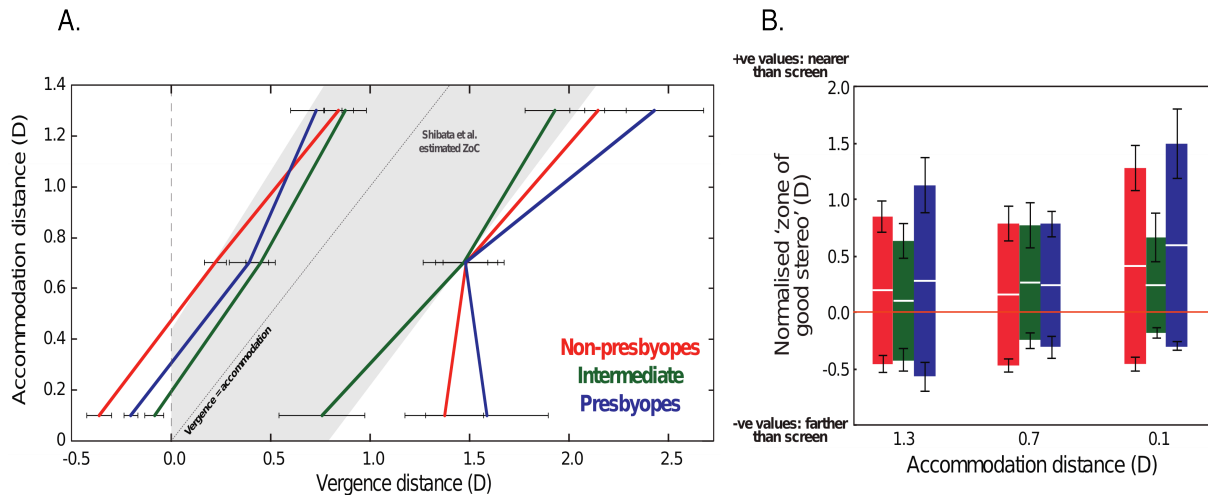 A.
B.
1.4
1.2
1.0
0.8
0.6
0.4
0.2
0
Accommodation distance (D)
-0.5
0.0
0.5
1.0
1.5
2.0
2.5
Vergence distance (D)
Shibata et al.
estimated ZoC
Vergence = accommodation
Non-presbyopes
Intermediate
Presbyopes
+ve values: nearer
than screen
2.0
1.5
1.0
0.5
0.0
-0.5
Normalised 'zone of
good stereo' (D)
-ve values: farther
than screen
1.3
0.7
0.1
Accommodation distance (D)